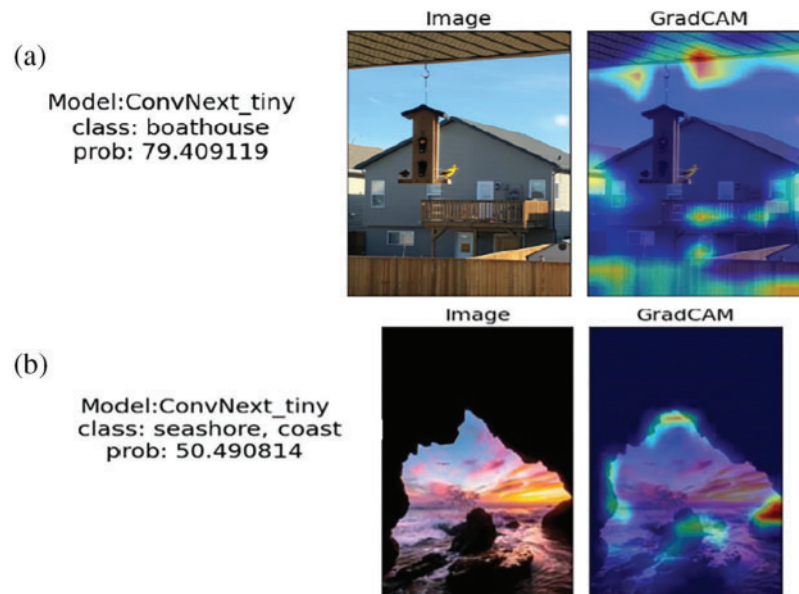 (a)
Model:ConvNext_tiny
class: boathouse
prob: 79.409119
Image
GradCAM
(b)
Model:ConvNext_tiny
class: seashore, coast
prob: 50.490814
Image
GradCAM